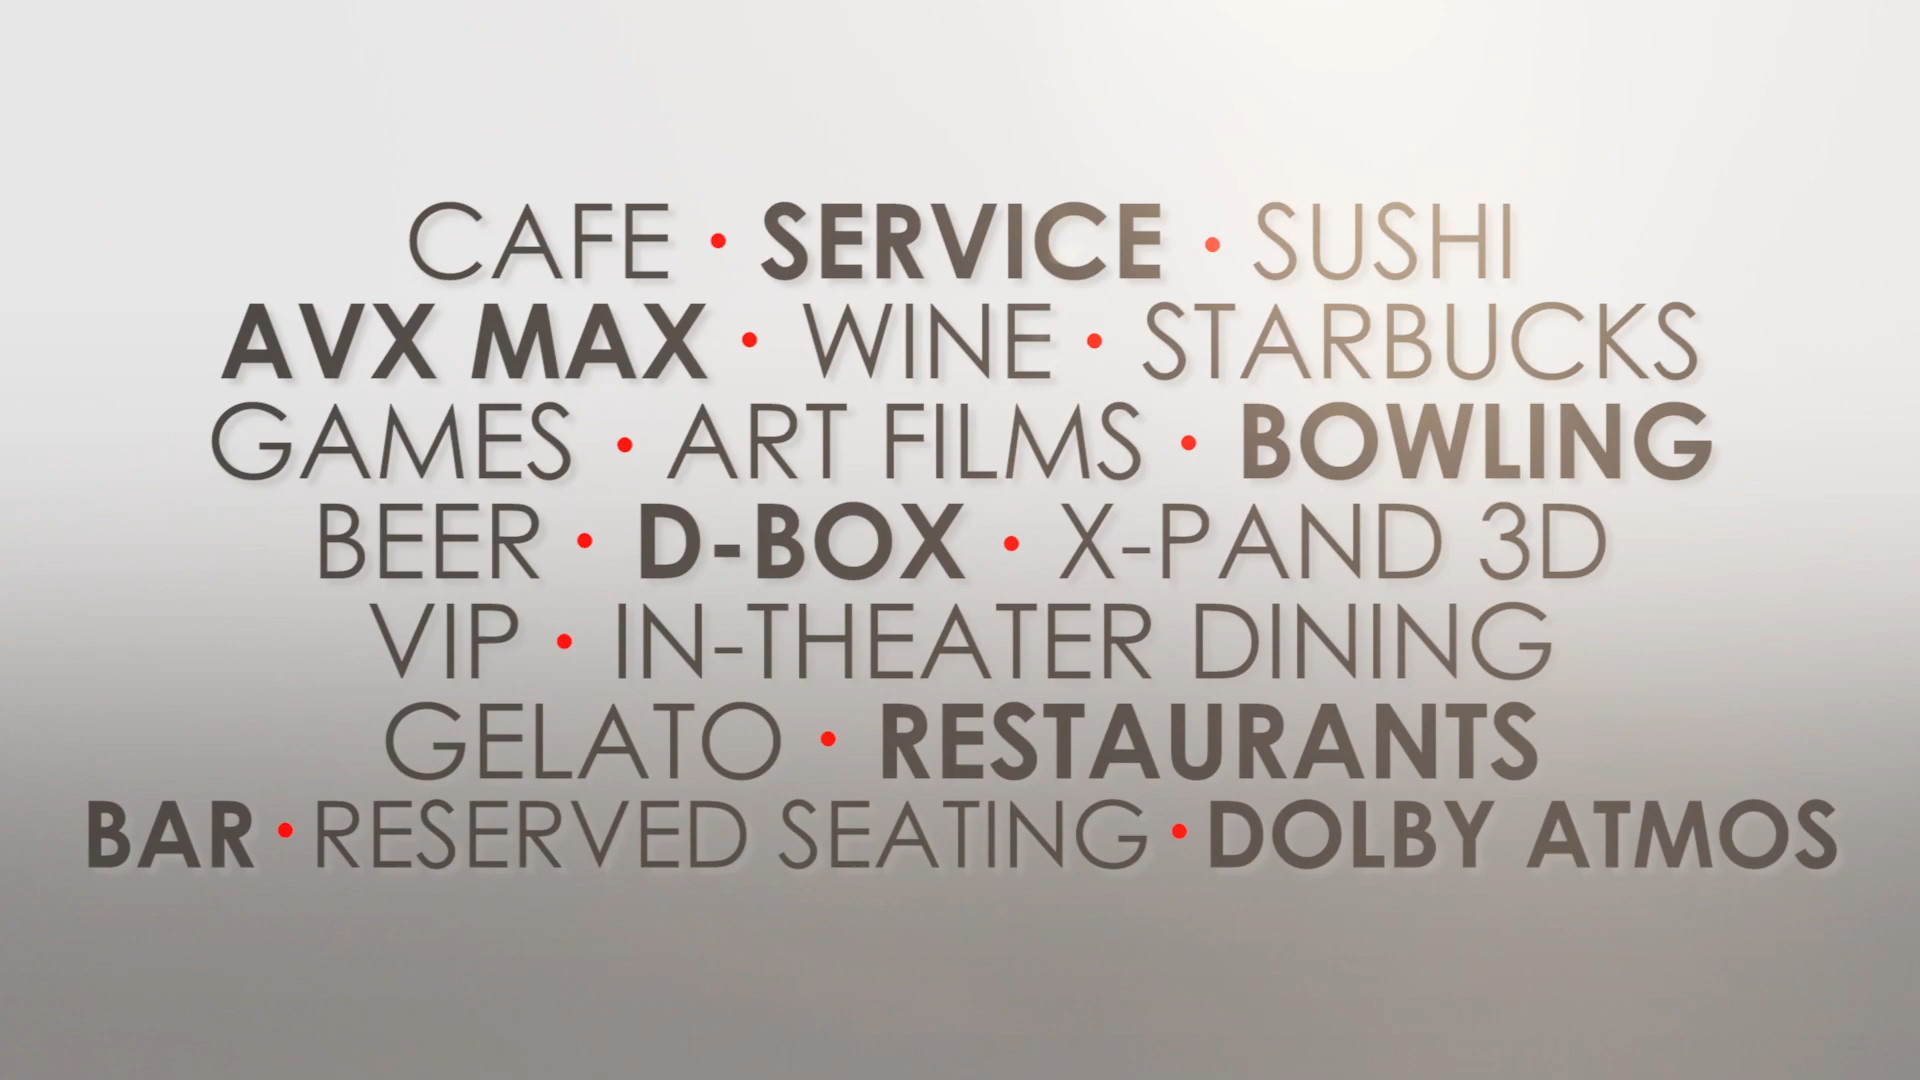 CAFE • SERVICE • SUSHI
AVX MAX • WINE • STARBUCKS
GAMES • ART FILMS • BOWLING
BEER • D-BOX • X-PAND 3D
VIP • IN-THEATER DINING
GELATO • RESTAURANTS
BAR • RESERVED SEATING • DOLBY ATMOS